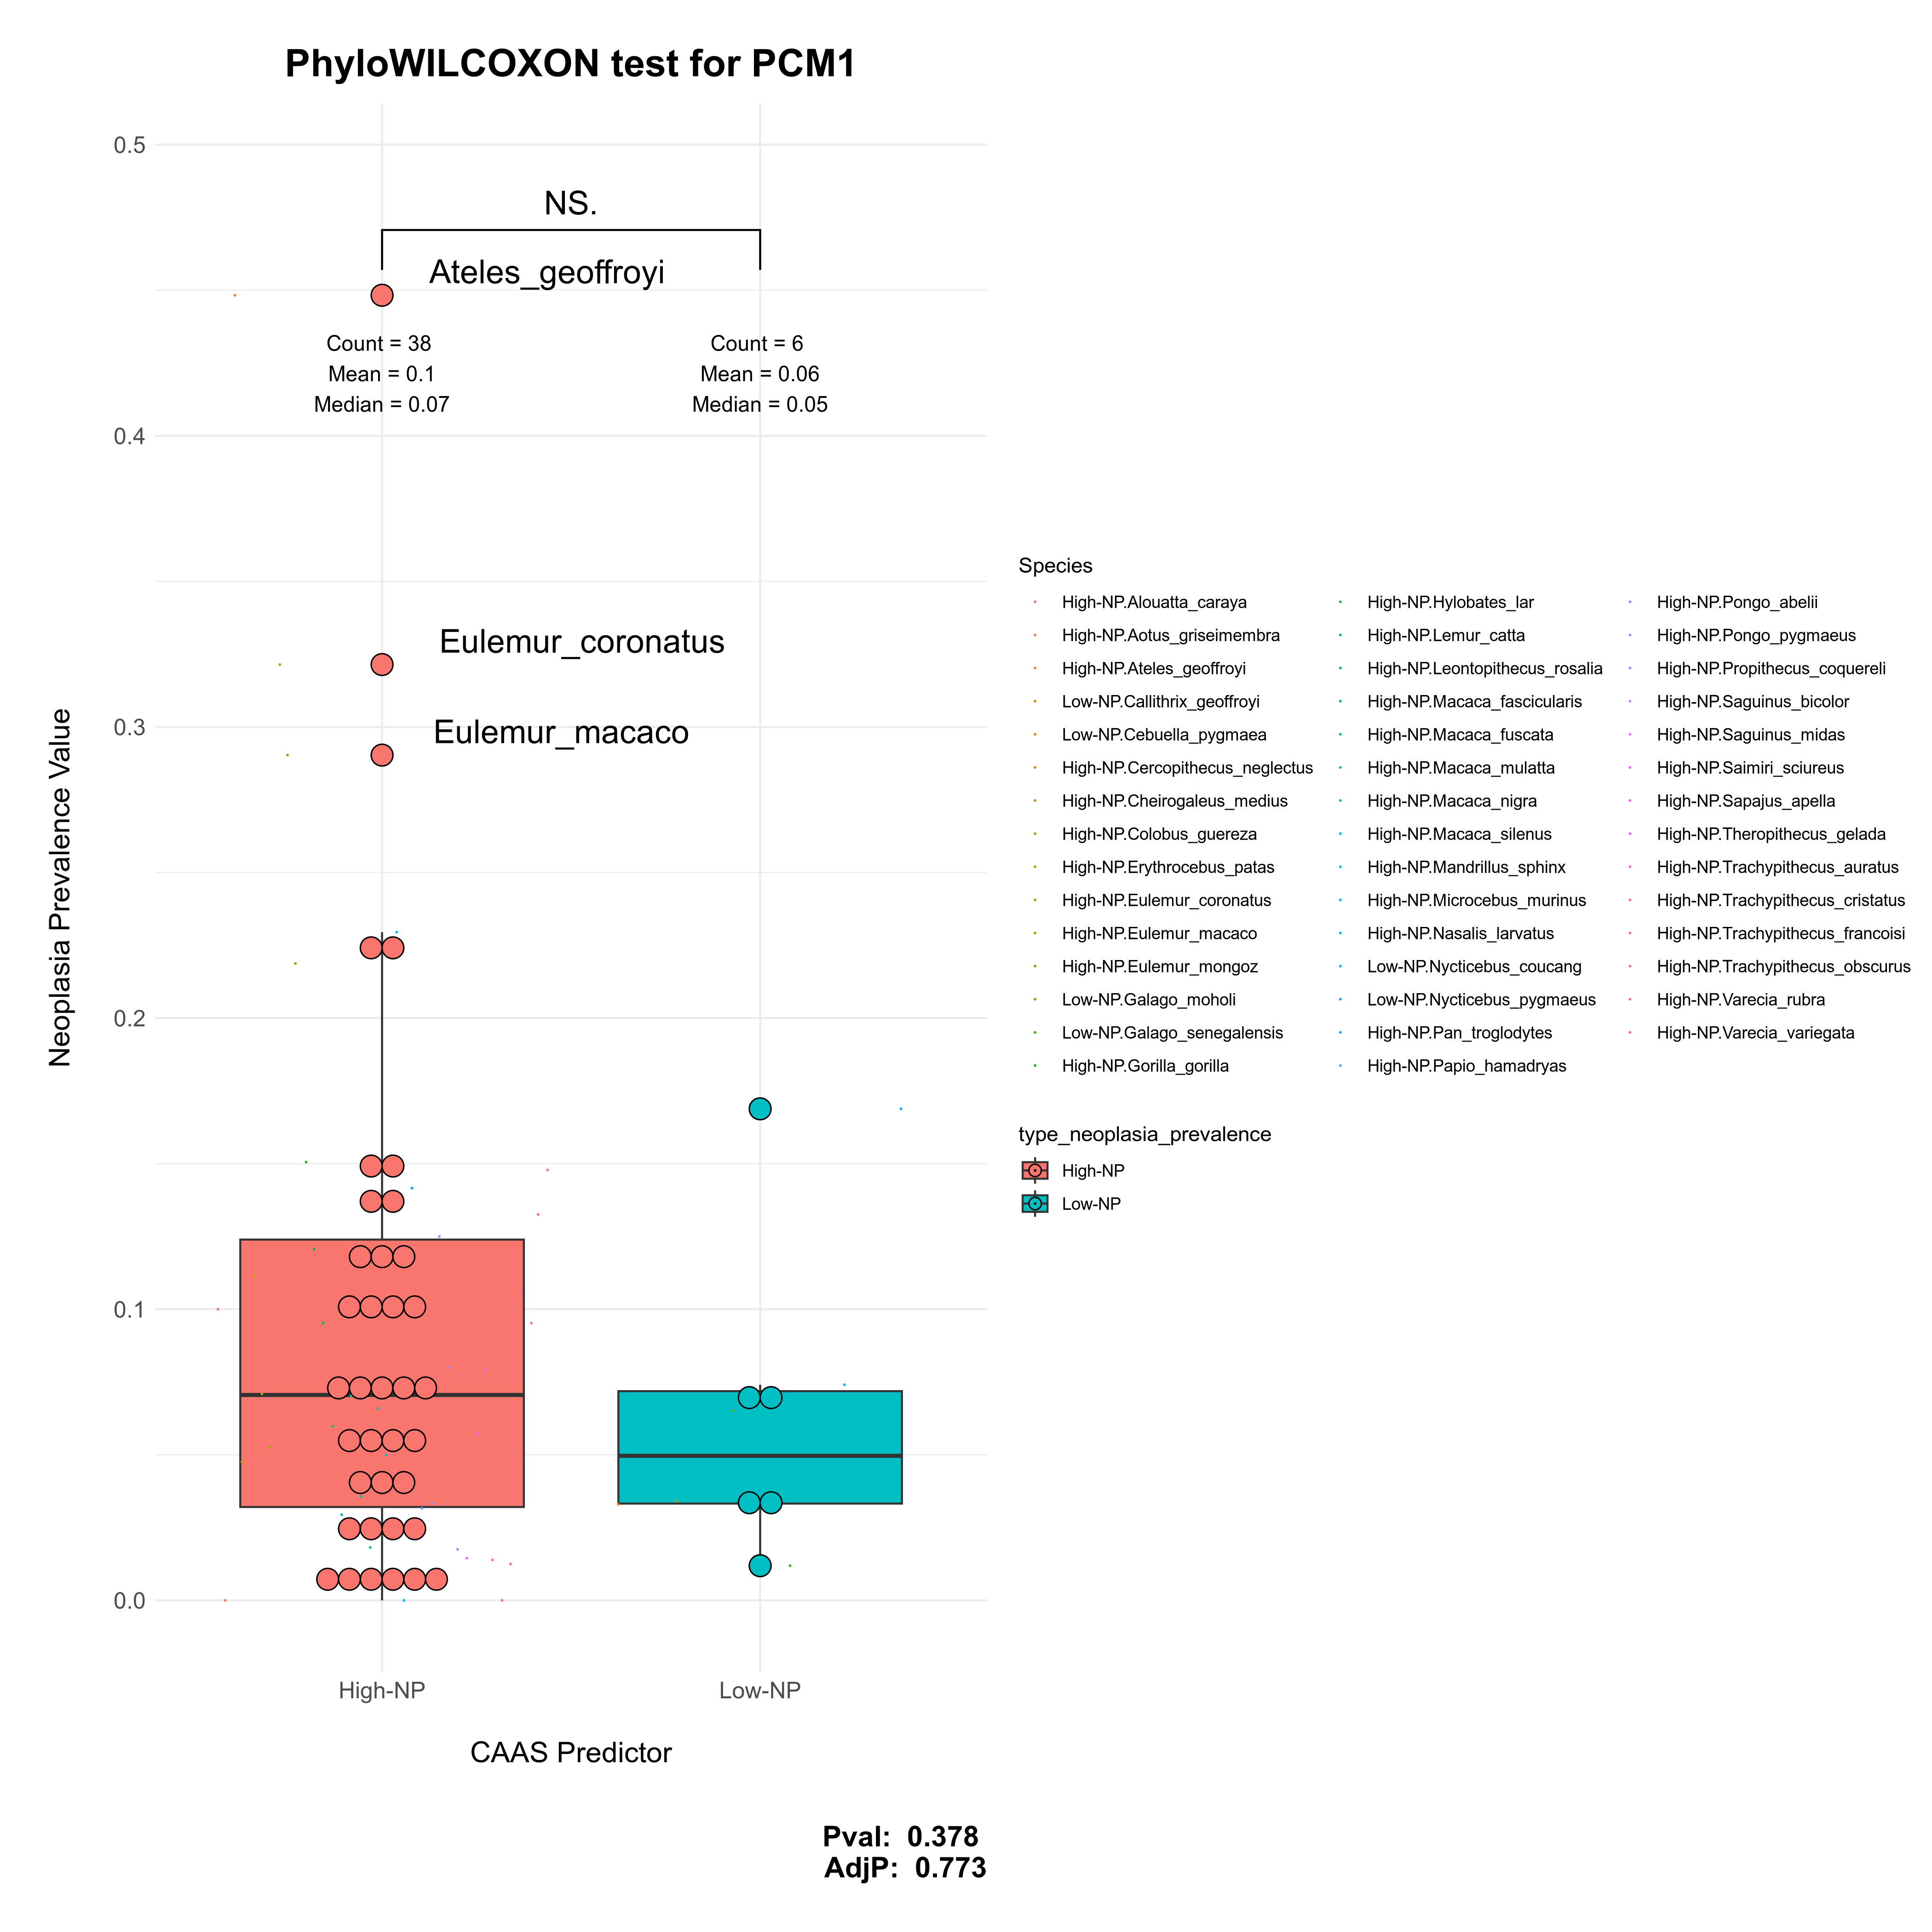 PhyloWILCOXON test for PCM1
0.5
NS.
Ateles_geoffroyi
Count = 38
Mean = 0.1
Median = 0.07
Count = 6
Mean = 0.06
Median = 0.05
0.4
Eulemur_coronatus
0.3
Eulemur_macaco
0.2
0.1
0.0
Neoplasia Prevalence Value
High-NP
Low-NP
CAAS Predictor
Species
High-NP.Alouatta_caraya
High-NP.Aotus_griseimembra
High-NP.Ateles_geoffroyi
Low-NP.Callithrix_geoffroyi
Low-NP.Cebuella_pygmaea
High-NP.Cercopithecus_neglectus
High-NP.Cheirogaleus_medius
High-NP.Colobus_guereza
High-NP.Erythrocebus_patas
High-NP.Eulemur_coronatus
High-NP.Eulemur_macaco
High-NP.Eulemur_mongoz
Low-NP.Galago_moholi
Low-NP.Galago_senegalensis
High-NP.Gorilla_gorilla
High-NP.Hylobates_lar
High-NP.Lemur_catta
High-NP.Leontopithecus_rosalia
High-NP.Macaca_fascicularis
High-NP.Macaca_fuscata
High-NP.Macaca_mulatta
High-NP.Macaca_nigra
High-NP.Macaca_silenus
High-NP.Mandrillus_sphinx
High-NP.Microcebus_murinus
High-NP.Nasalis_larvatus
Low-NP.Nycticebus_coucang
Low-NP.Nycticebus_pygmaeus
High-NP.Pan_troglodytes
High-NP.Papio_hamadryas
High-NP.Pongo_abelii
High-NP.Pongo_pygmaeus
High-NP.Propithecus_coquereli
High-NP.Saguinus_bicolor
High-NP.Saguinus_midas
High-NP.Saimiri_sciureus
High-NP.Sapajus_apella
High-NP.Theropithecus_gelada
High-NP.Trachypithecus_auratus
High-NP.Trachypithecus_cristatus
High-NP.Trachypithecus_francoisi
High-NP.Trachypithecus_obscurus
High-NP.Varecia_rubra
High-NP.Varecia_variegata
type_neoplasia_prevalence
High-NP
Low-NP
Pval: 0.378
AdjP: 0.773